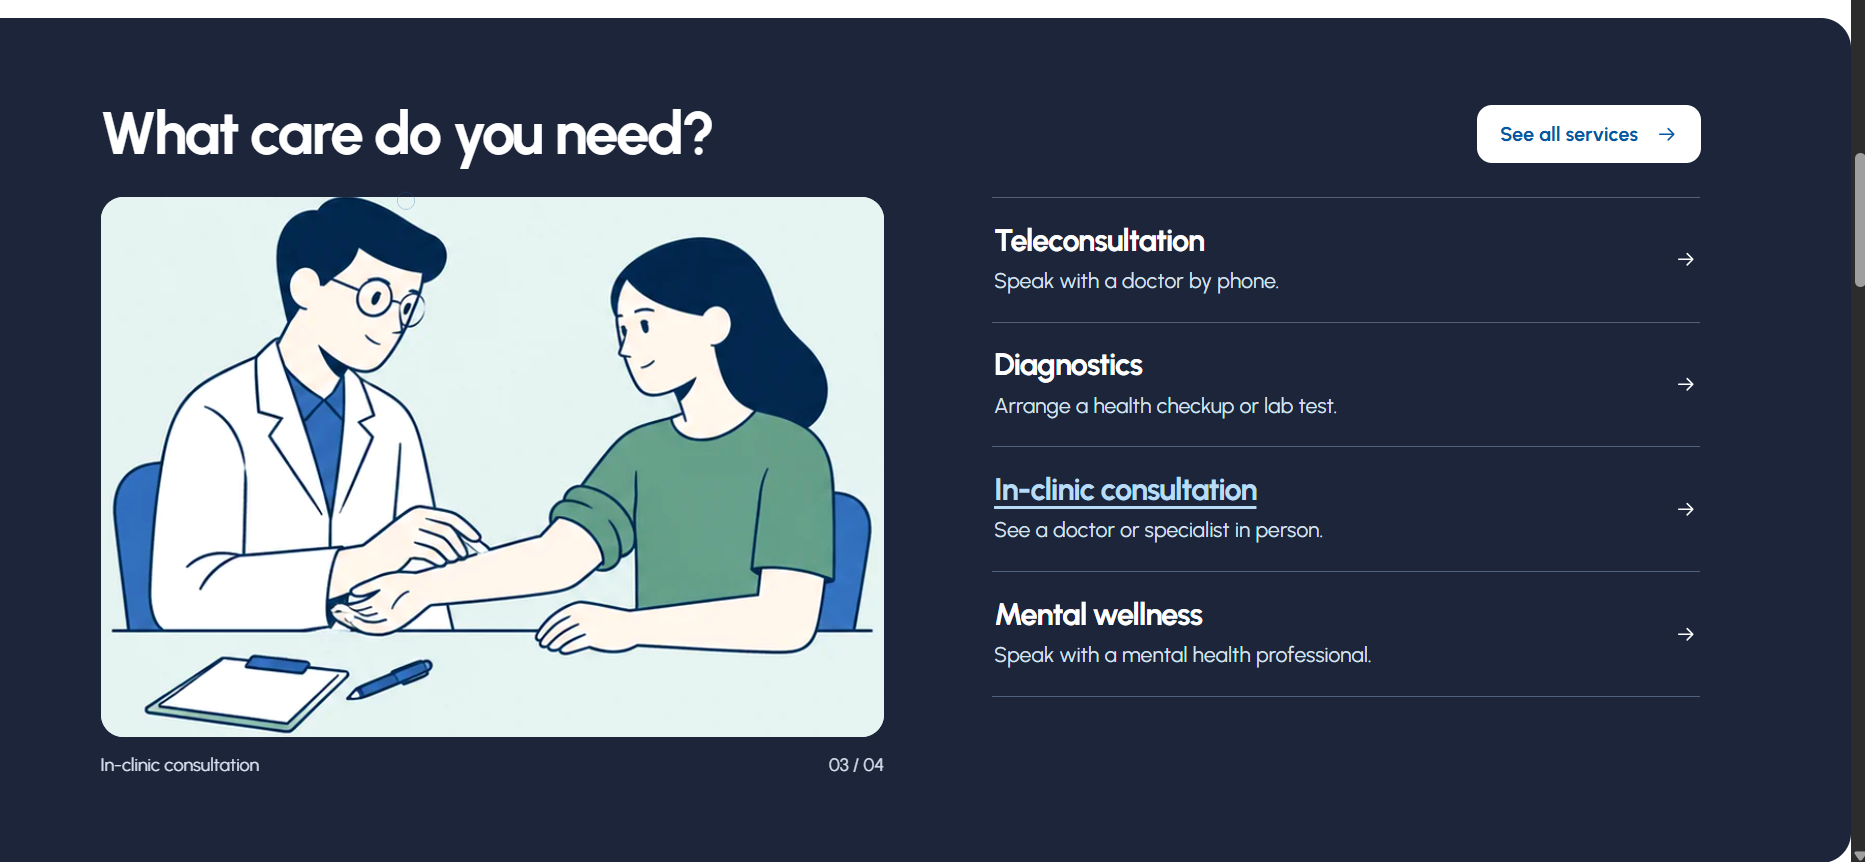 What care do you need?
See all services
Teleconsultation
Speak with a doctor by phone.
Diagnostics
Arrange a health checkup or lab test.
In-clinic consultation
See a doctor or specialist in person.
Mental wellness
Speak with a mental health professional.
In-clinic consultation
03 / 04